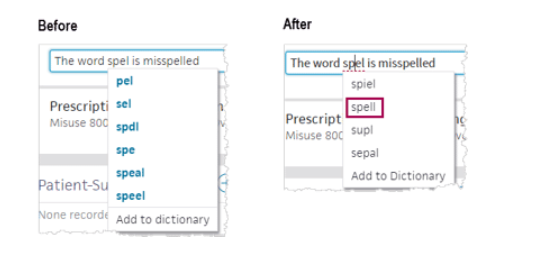 Before
The word spel is misspelled
pel
Prescripti
sel
Misuse 800
spdl
spe
speal
Patient-Su
speel
None recorde
Add to dictionary
After
The word spel is misspelled
spiel
spell
Prescript
Misuse 800
supl
sepal
Add to Dictionary